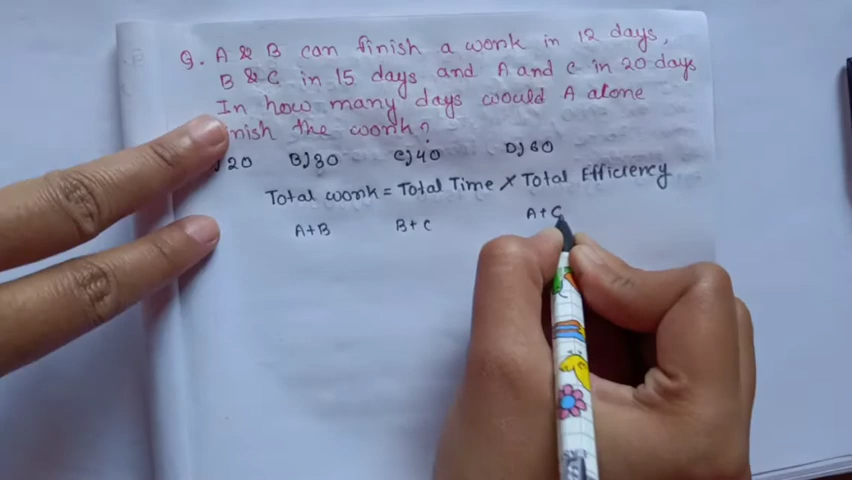 Q. A & B can finish a work in 12 days,
B & C in 15 days and A and C in 20 days
In how many days would A alone
finish the work?
) 20 B) 30 C) 40 D) 60
Total work = Total Time × Total Efficiency
A+B B+C A+C